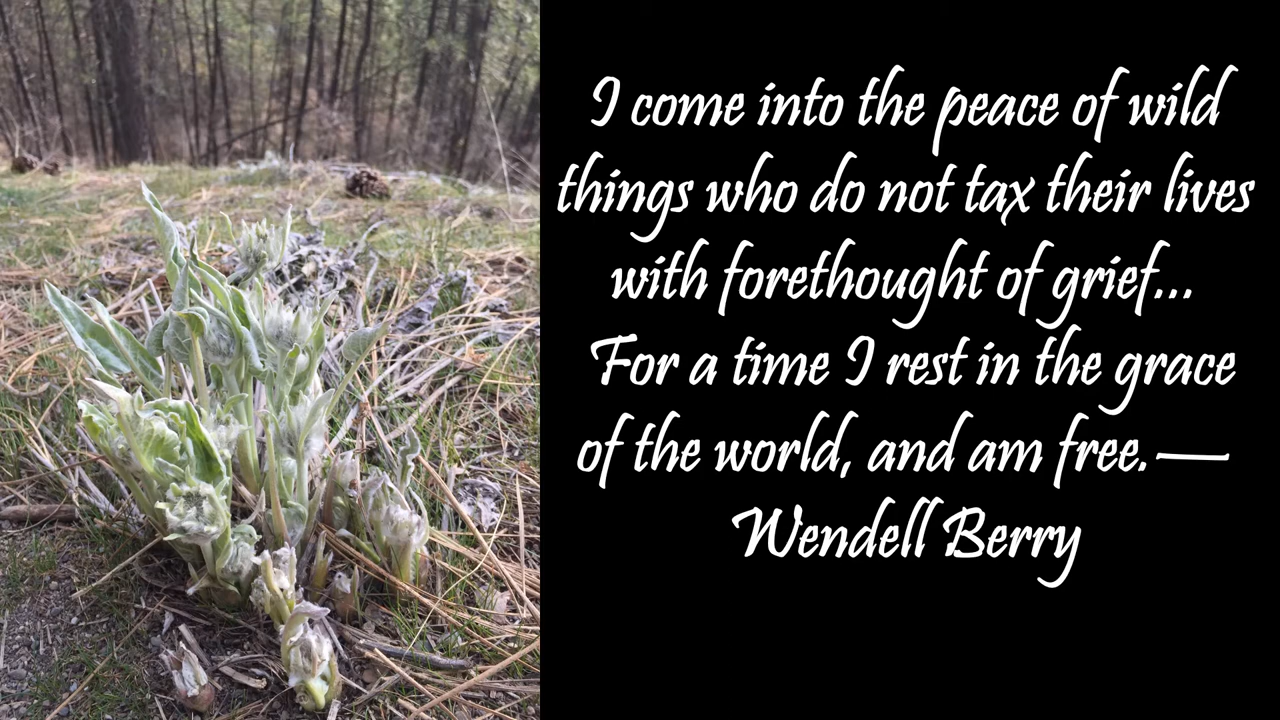 I come into the peace of wild
things who do not tax their lives
with forethought of grief...
For a time I rest in the grace
of the world, and am free.—
Wendell Berry